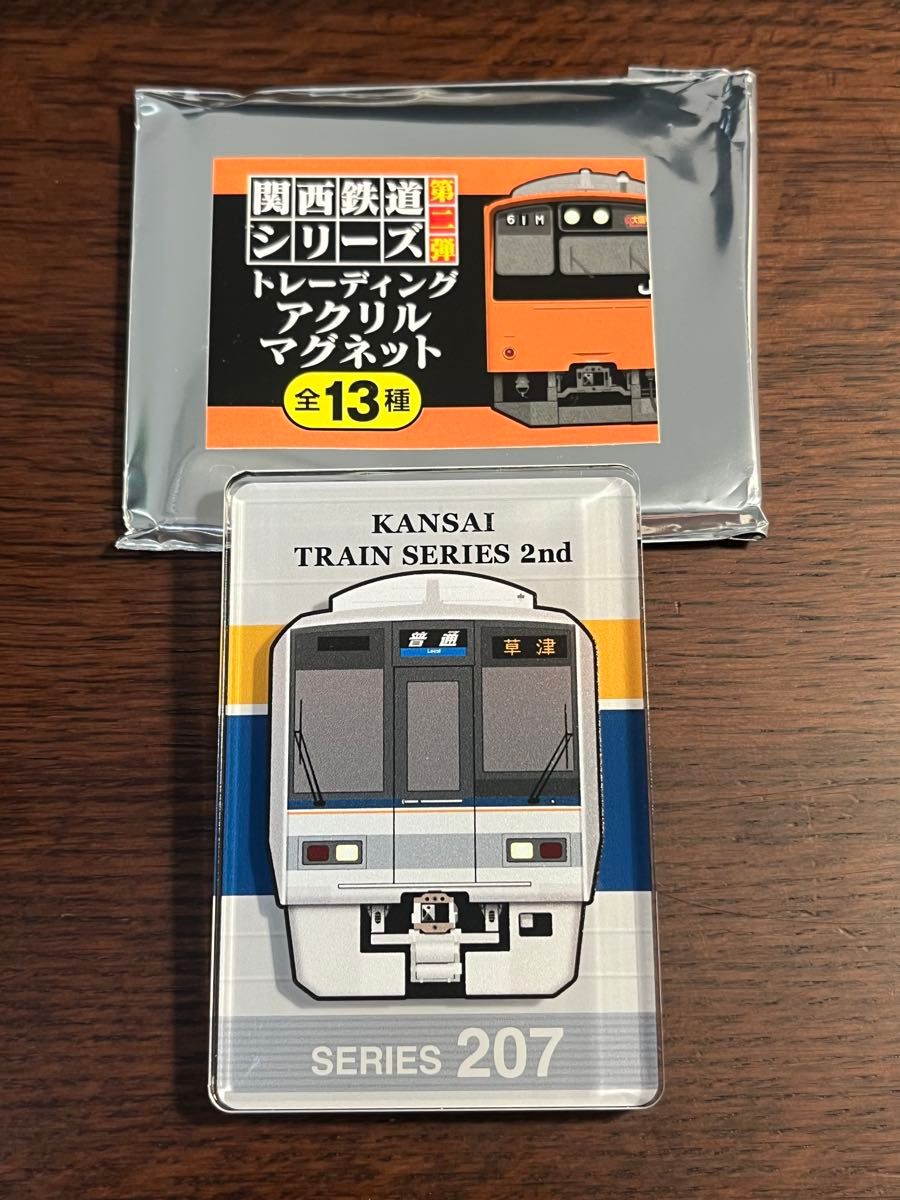 関西鉄道
シリーズ
第二弾
トレーディング
アクリル
マグネット
全13種
61M
KANSAI
TRAIN SERIES 2nd
普通
Local
草津
SERIES 207